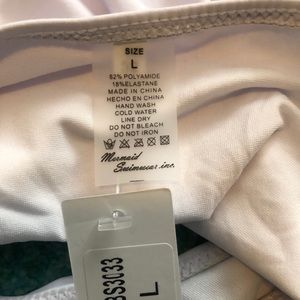 SIZE
L
82% POLYAMIDE
18% ELASTANE
MADE IN CHINA
HECHO EN CHINA
HAND WASH
COLD WATER
LINE DRY
DO NOT BLEACH
DO NOT IRON
Mermaid
Swimwear inc.
BS3033
L